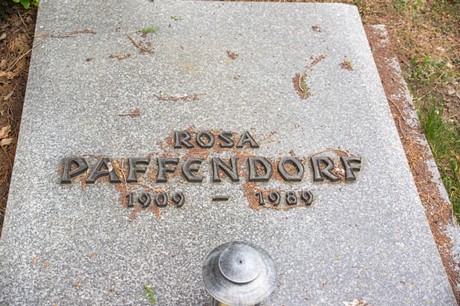 ROSA
PAFFENDORF
1909 – 1989